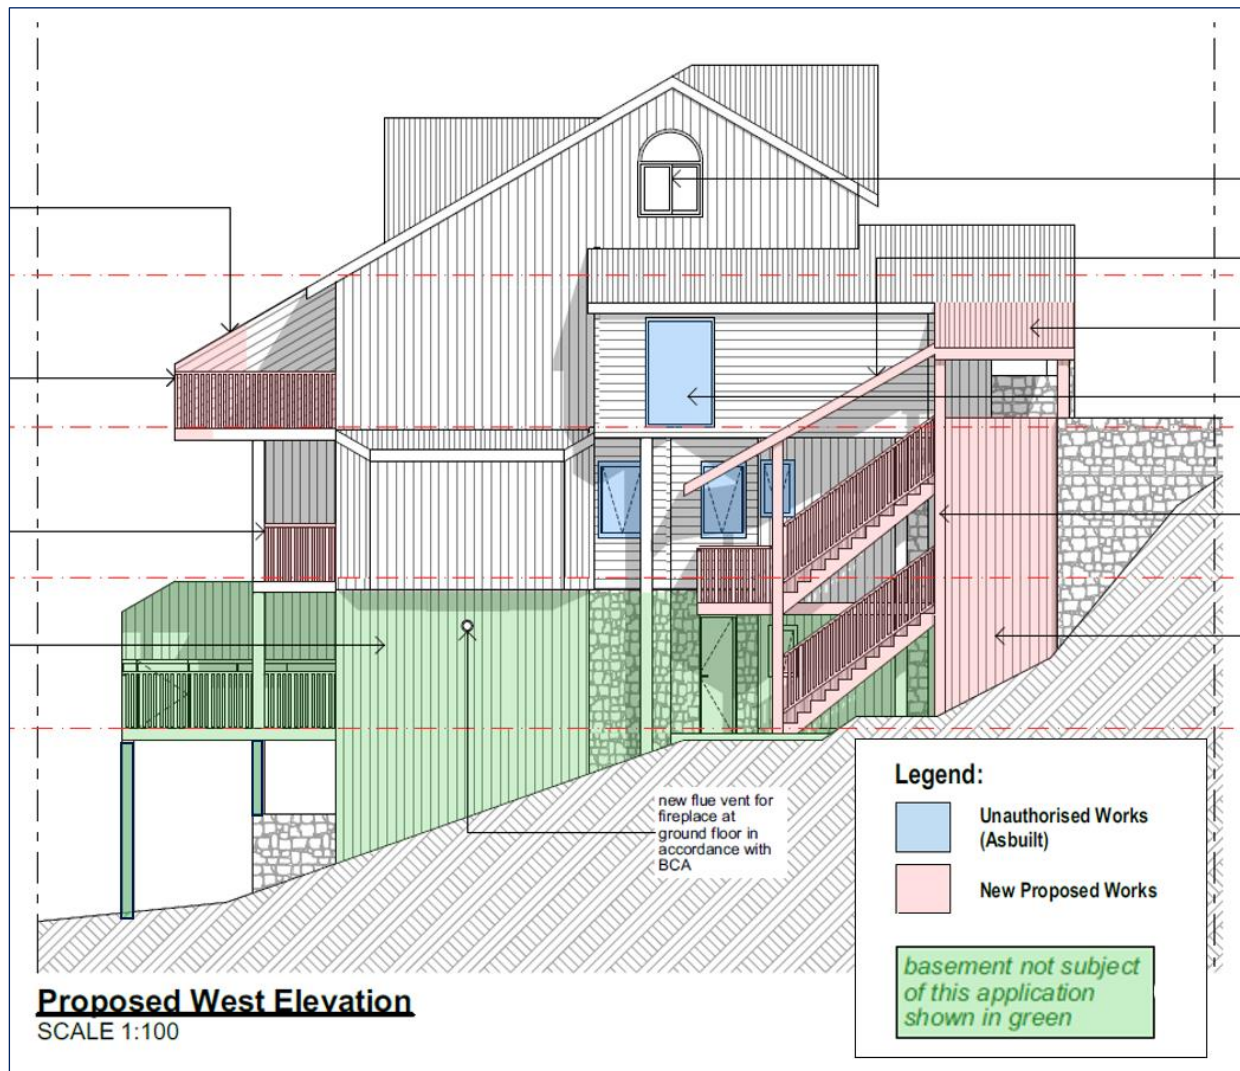 new flue vent for
fireplace at
ground floor in
accordance with
BCA
Legend:
Unauthorised Works
(Asbuilt)
New Proposed Works
basement not subject
of this application
shown in green
Proposed West Elevation
SCALE 1:100